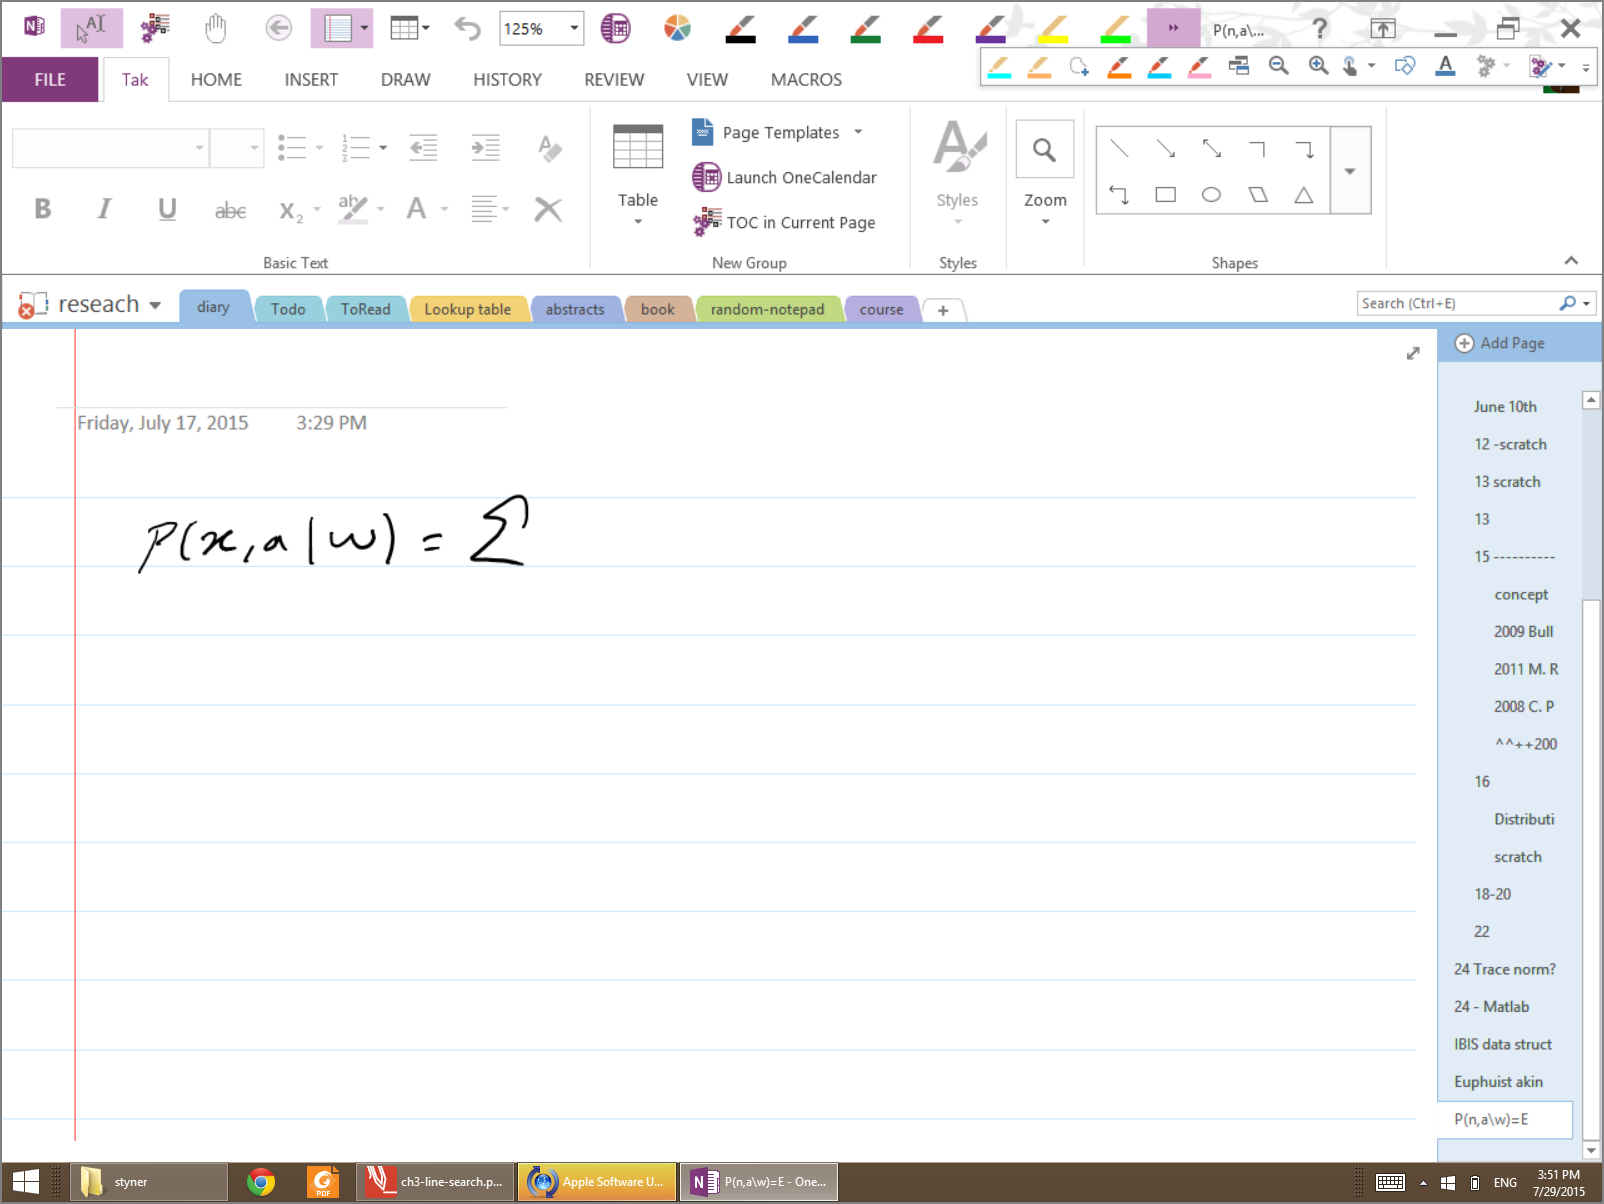 125%
P(n,a\...
?
FILE Tak HOME INSERT DRAW HISTORY REVIEW VIEW MACROS
Page Templates
Launch OneCalendar
TOC in Current Page
Table
Styles
Zoom
B I U abc X2 ab A
Basic Text
New Group
Styles
Shapes
reseach
diary Todo ToRead Lookup table abstracts book random-notepad course +
Search (Ctrl+E)
Add Page
Friday, July 17, 2015 3:29 PM
P(x,a|w) = Σ
June 10th
12 -scratch
13 scratch
13
15 ----------
concept
2009 Bull
2011 M. R
2008 C. P
^^++200
16
Distributi
scratch
18-20
22
24 Trace norm?
24 - Matlab
IBIS data struct
Euphuist akin
P(n,a\w)=E
styner
PDF
ch3-line-search.p...
Apple Software U...
P(n,a\w)=E - One...
ENG
3:51 PM
7/29/2015